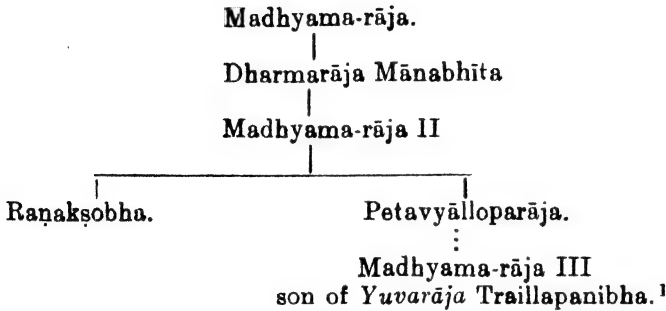 Madhyama-rāja.
Dharmarāja Mānabhīta
Madhyama-rāja II
Raṇakṣobha. Petavyālloparāja.
Madhyama-rāja III
son of Yuvarāja Traillapanibha.¹